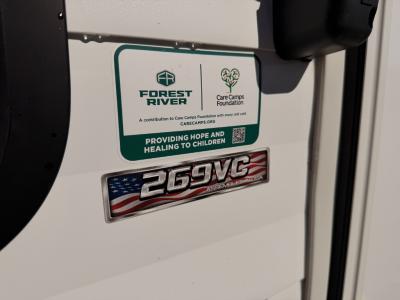 FR
FOREST
RIVER
Care Camps
Foundation
A contribution to Care Camps Foundation with every unit sold
CARECAMPS.ORG
PROVIDING HOPE AND
HEALING TO CHILDREN
269VC